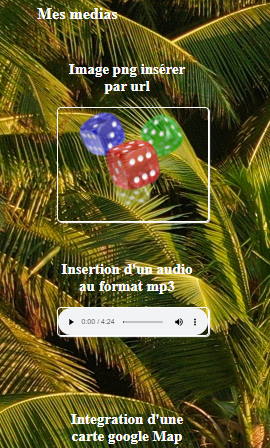 Mes medias
Image png insérer
par url
Insertion d'un audio
au format mp3
0:00 / 4:24
Integration d'une
carte google Map